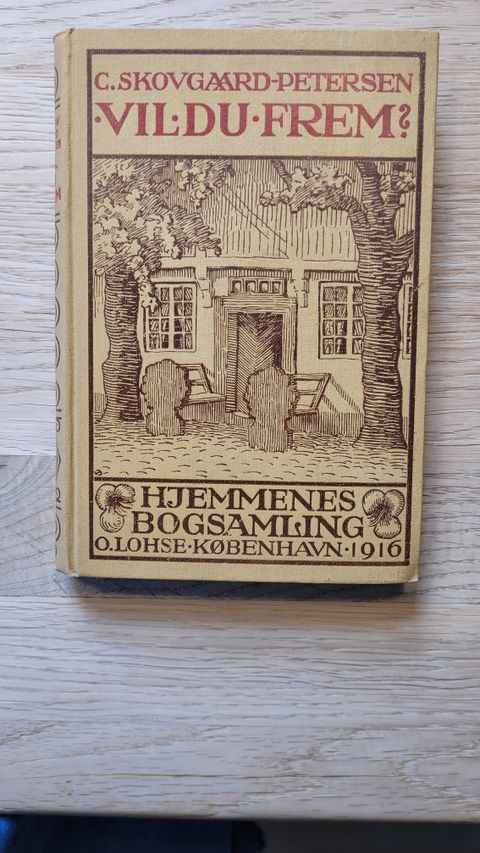 C. SKOVGAARD-PETERSEN
·VIL·DU·FREM?
HJEMMENES
BOGSAMLING
O. LOHSE·KØBENHAVN·1916